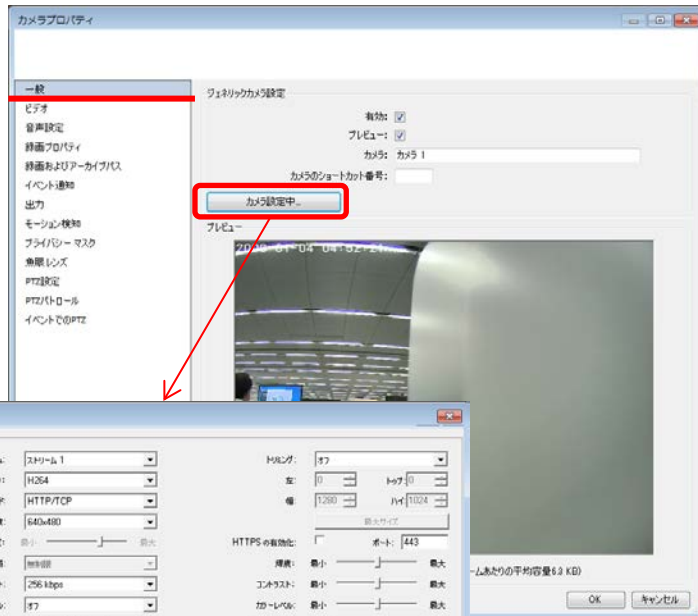 カメラプロパティ
一般
ビデオ
音声設定
録画プロパティ
録画およびアーカイブパス
イベント通知
出力
モーション検知
プライバシー マスク
魚眼レンズ
PTZ設定
PTZパトロール
イベントでのPTZ
ジェネリックカメラ設定
有効:
プレビュー:
カメラ: カメラ 1
カメラのショートカット番号:
カメラ設定中...
プレビュー
ストリーム 1
H264
HTTP/TCP
640x480
最小 最大
無制限
256 kbps
オフ
トリミング: オフ
左: 0 トップ: 0
幅: 1280 ハイ: 1024
最大サイズ
HTTPS の有効化: ポート: 443
輝度: 最小 最大
コントラスト: 最小 最大
カラーレベル: 最小 最大
ームあたりの平均容量6.3 KB)
OK キャンセル